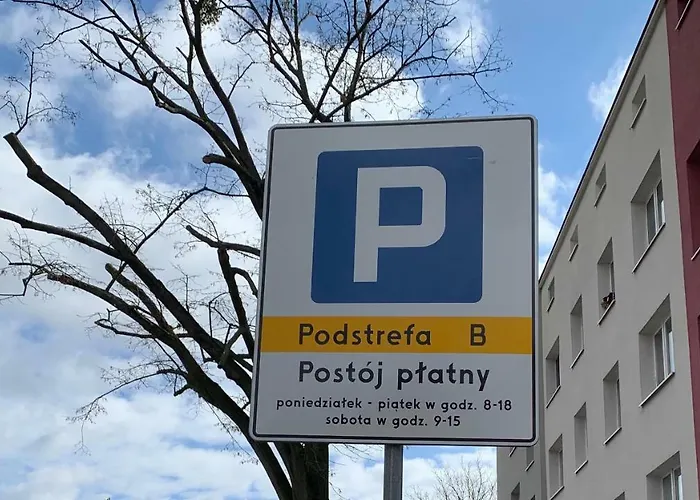 P
Podstrefa B
Postój płatny
poniedziałek - piątek w godz. 8-18
sobota w godz. 9-15